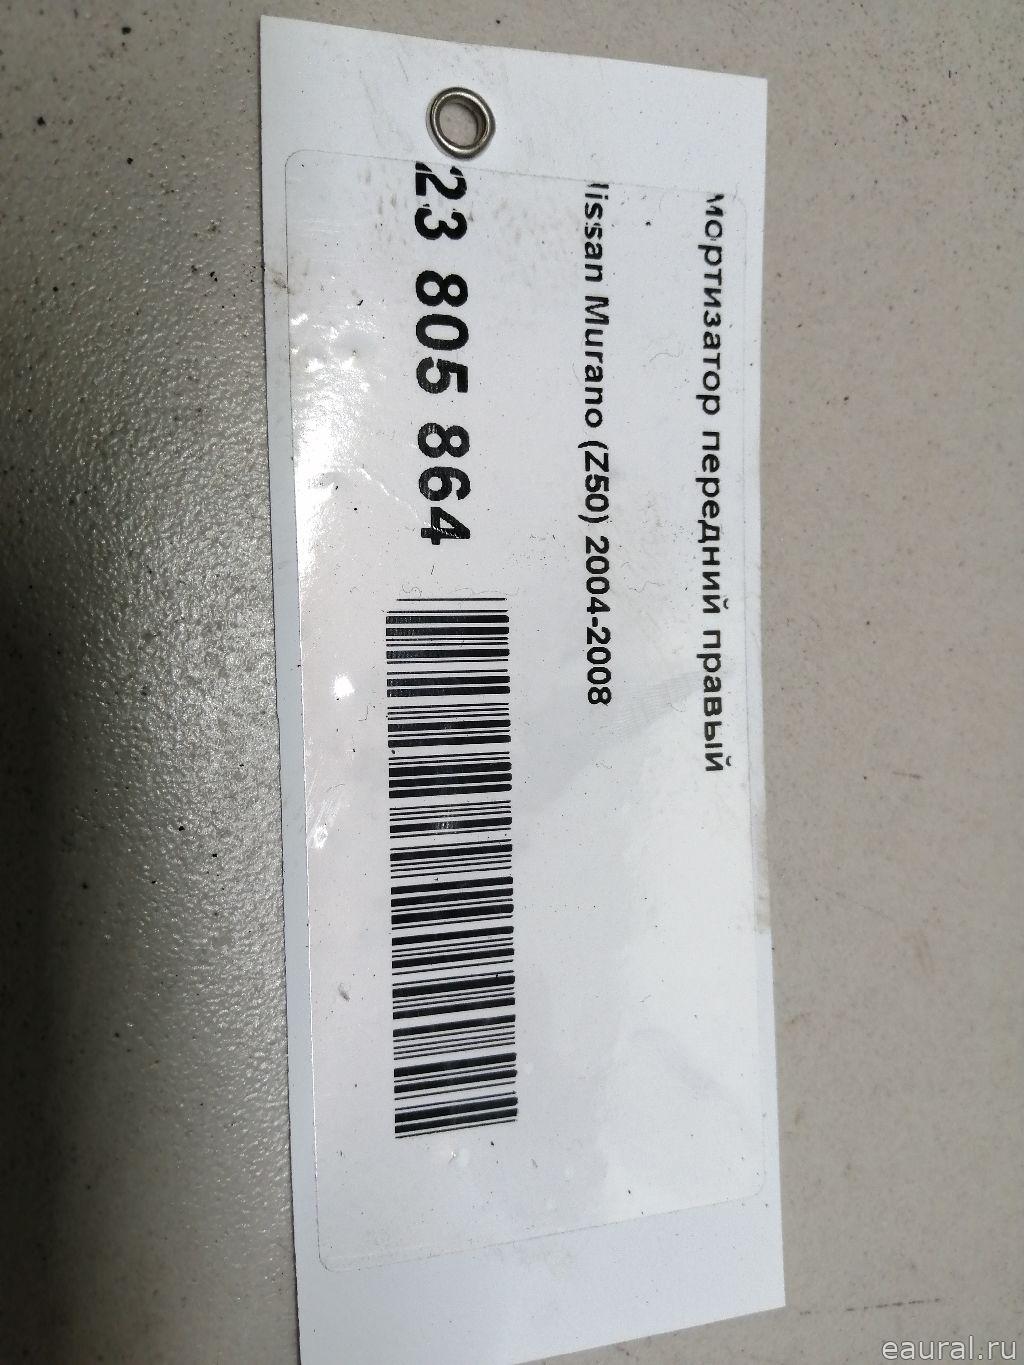 мортизатор передний правый
lissan Murano (Z50) 2004-2008
23 805 864
eaural.ru